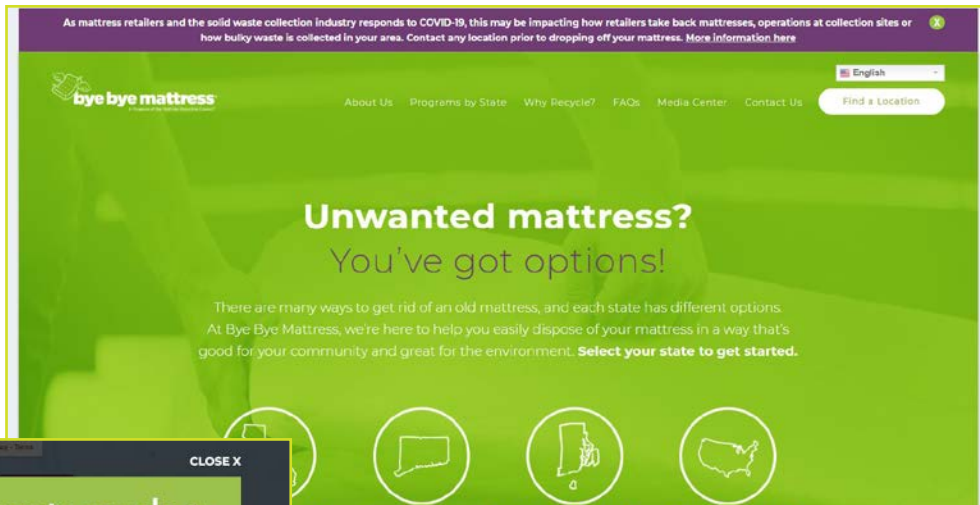 As mattress retailers and the solid waste collection industry responds to COVID-19, this may be impacting how retailers take back mattresses, operations at collection sites or
how bulky waste is collected in your area. Contact any location prior to dropping off your mattress. More information here
X
English
bye bye mattress
About Us Programs by State Why Recycle? FAQs Media Center Contact Us Find a Location
Unwanted mattress?
You've got options!
There are many ways to get rid of an old mattress, and each state has different options.
At Bye Bye Mattress, we're here to help you easily dispose of your mattress in a way that's
good for your community and great for the environment. Select your state to get started.
CLOSE X